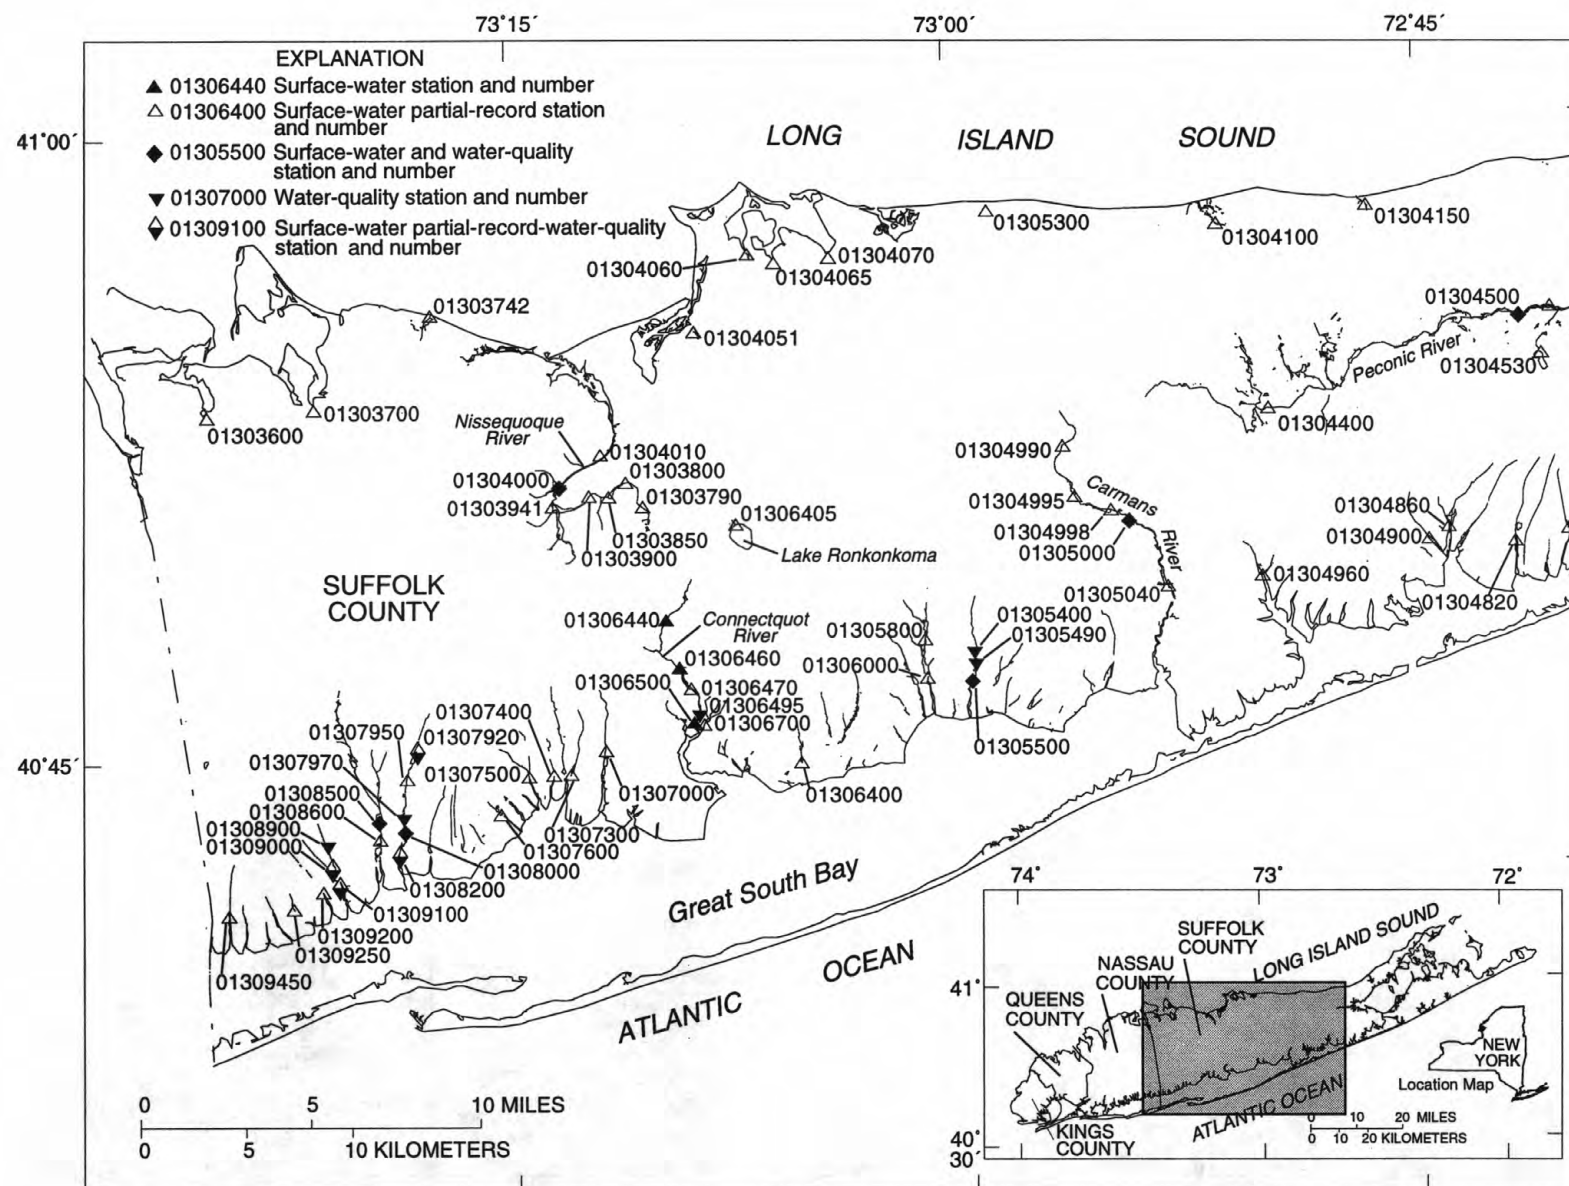 73°15´
73°00´
72°45´
EXPLANATION
01306440 Surface-water station and number
01306400 Surface-water partial-record station
and number
01305500 Surface-water and water-quality
station and number
01307000 Water-quality station and number
01309100 Surface-water partial-record-water-quality
station and number
41°00´
LONG ISLAND SOUND
01305300
01304150
01304100
01304070
01304060
01304065
01303742
01304500
01304051
Peconic River
01304530
01303700
01303600
01304400
Nissequoque
River
01304010
01304990
01303800
01304000
01303790
01304995
Carmans
River
01303941
01306405
01304860
01304998
01304900
01303850
01305000
01303900
Lake Ronkonkoma
01304960
SUFFOLK
COUNTY
01305040
01304820
01306440
Connectquot
River
01305400
01305800
01305490
01306460
01306000
01306500
01306470
01306495
01307400
01306700
01307950
01307920
01305500
01307970
40°45´
01307500
01308500
01307000
01306400
01308600
01308900
01307300
01309000
01307600
01308000
01308200
01309100
01309200
01309250
01309450
Great South Bay
ATLANTIC OCEAN
0 5 10 MILES
0 5 10 KILOMETERS
74°
73°
72°
SUFFOLK
COUNTY
LONG ISLAND SOUND
NASSAU
COUNTY
41°
QUEENS
COUNTY
NEW
YORK
Location Map
ATLANTIC OCEAN
0 10 20 MILES
0 10 20 KILOMETERS
KINGS
COUNTY
40°
30´